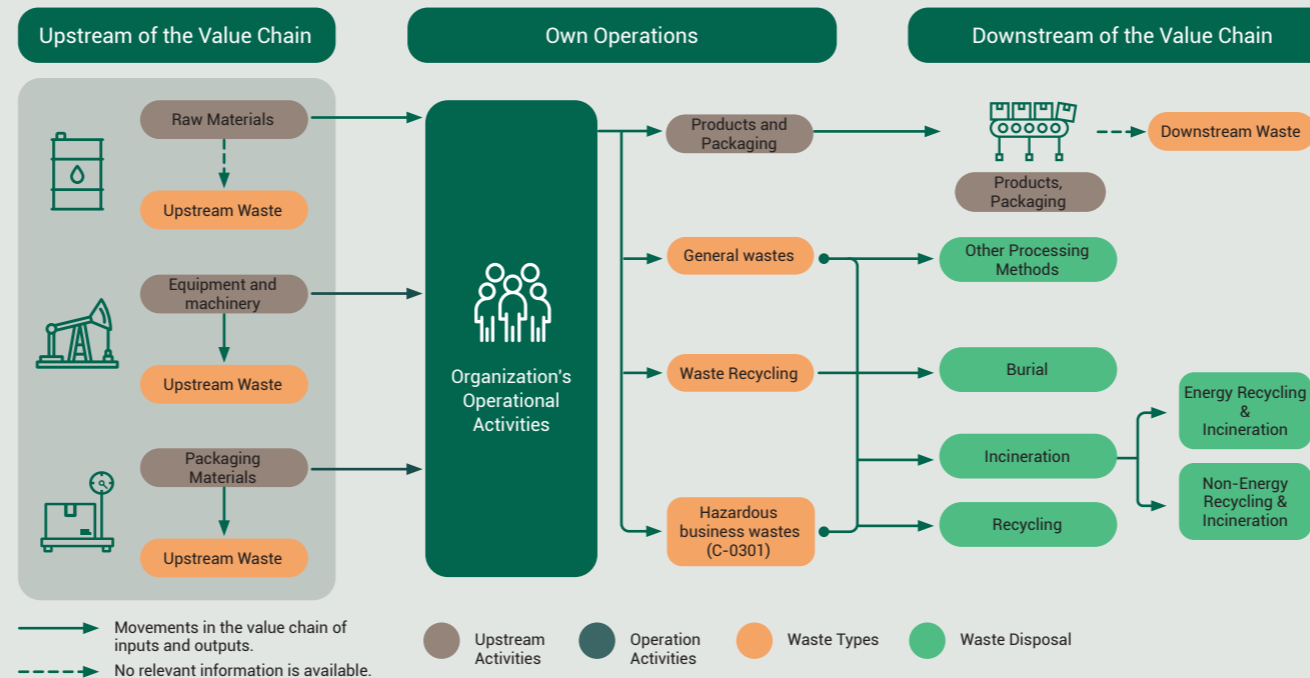 Upstream of the Value Chain
Own Operations
Downstream of the Value Chain
Raw Materials
Upstream Waste
Equipment and
machinery
Upstream Waste
Packaging
Materials
Upstream Waste
Organization's
Operational
Activities
Products and
Packaging
General wastes
Waste Recycling
Hazardous
business wastes
(C-0301)
Products,
Packaging
Downstream Waste
Other Processing
Methods
Burial
Incineration
Recycling
Energy Recycling
&
Incineration
Non-Energy
Recycling &
Incineration
Movements in the value chain of
inputs and outputs.
No relevant information is available.
Upstream
Activities
Operation
Activities
Waste Types
Waste Disposal